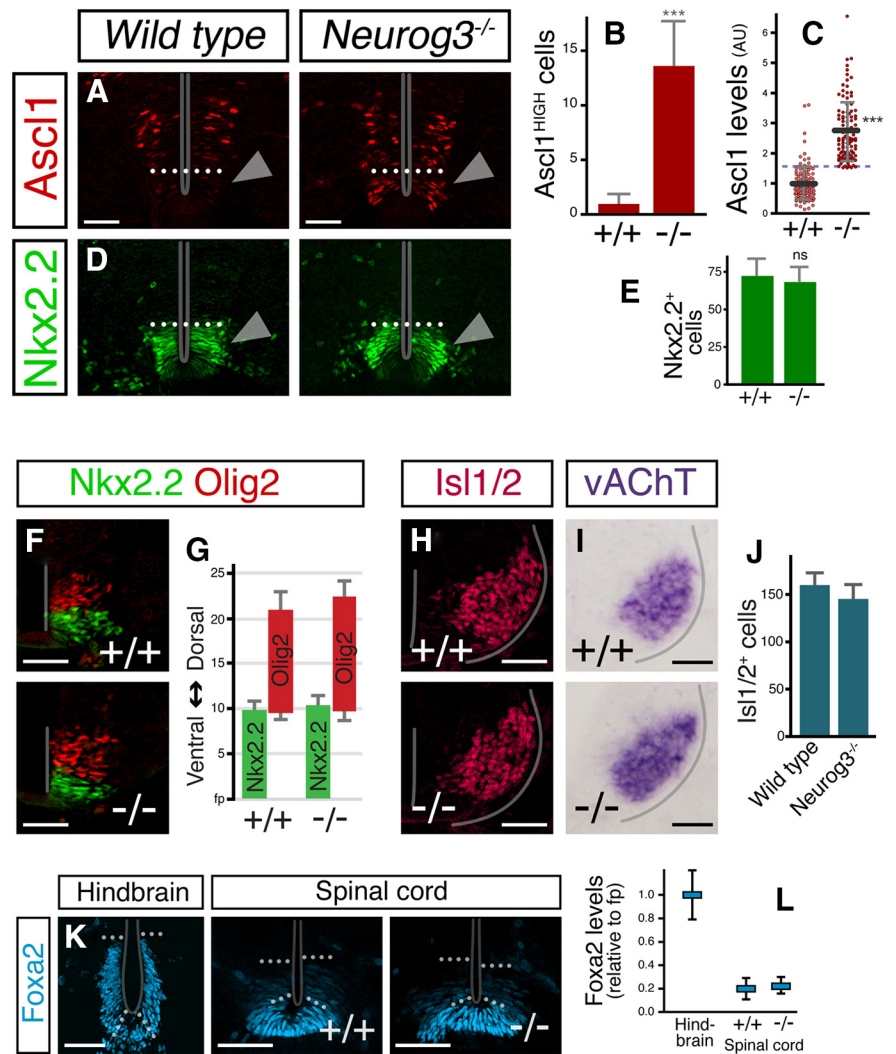 Wild type
Neurog3-/-
Ascl1
A
B
Ascl1HIGH cells
15
10
5
0
***
+/+
-/-
C
Ascl1 levels (AU)
6
5
4
3
2
1
0
***
+/+
-/-
Nkx2.2
D
E
Nkx2.2+
cells
75
50
25
0
ns
+/+
-/-
Nkx2.2 Olig2
F
+/+
-/-
G
Ventral ↔ Dorsal
25
20
15
10
5
fp
Nkx2.2
Olig2
Nkx2.2
Olig2
+/+
-/-
Isl1/2
vAChT
H
+/+
-/-
I
+/+
-/-
J
Isl1/2+ cells
150
100
50
0
Wild type
Neurog3-/-
Hindbrain
Spinal cord
Foxa2
K
+/+
-/-
L
Foxa2 levels
(relative to fp)
1.0
0.8
0.6
0.4
0.2
0.0
Hind-
brain
+/+
-/-
Spinal cord